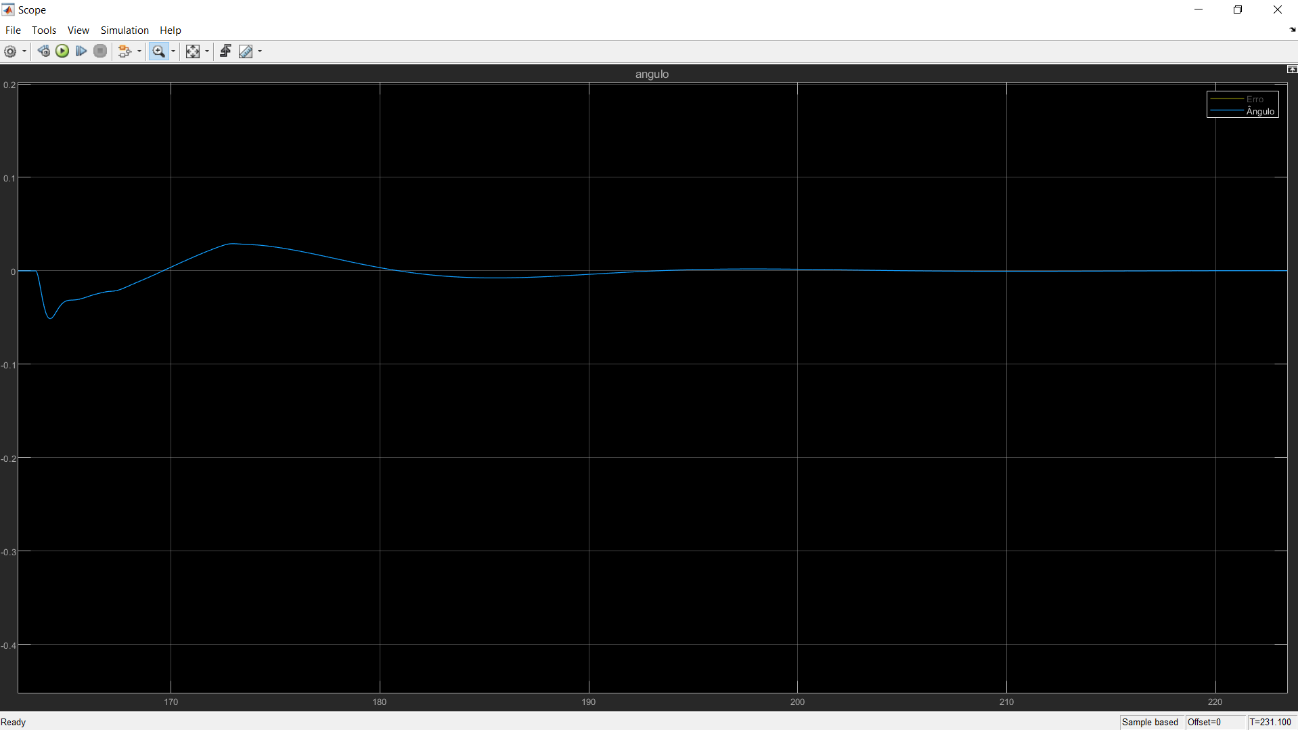 Scope
File Tools View Simulation Help
angulo
Erro
Ângulo
0.2
0.1
0
-0.1
-0.2
-0.3
-0.4
170 180 190 200 210 220
Ready
Sample based Offset=0 T=231.100